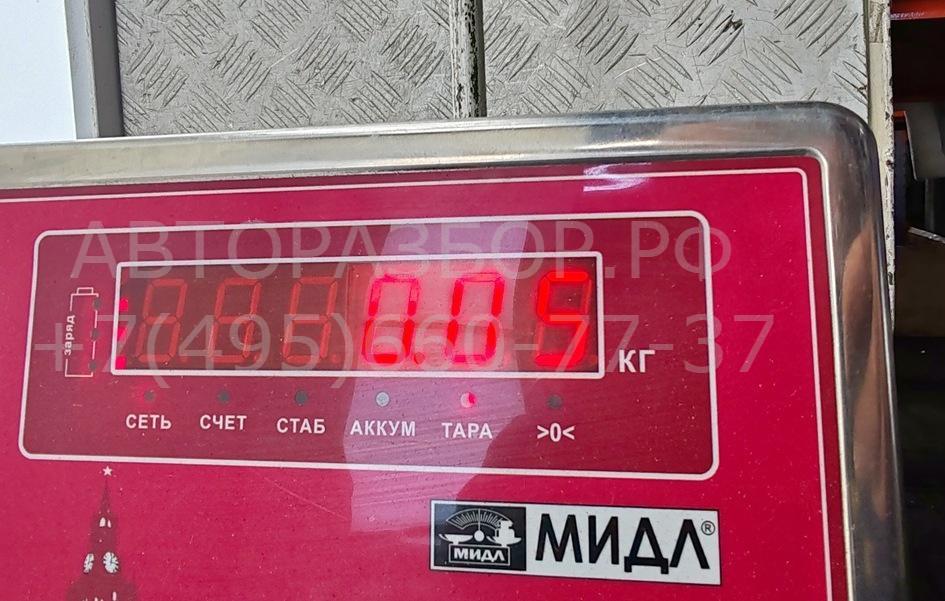 АВТОРАЗБОР.РФ
+7(495)660-77-37
заряд
0.05 КГ
СЕТЬ СЧЕТ СТАБ АККУМ ТАРА >0<
МИДЛ МИДЛ®